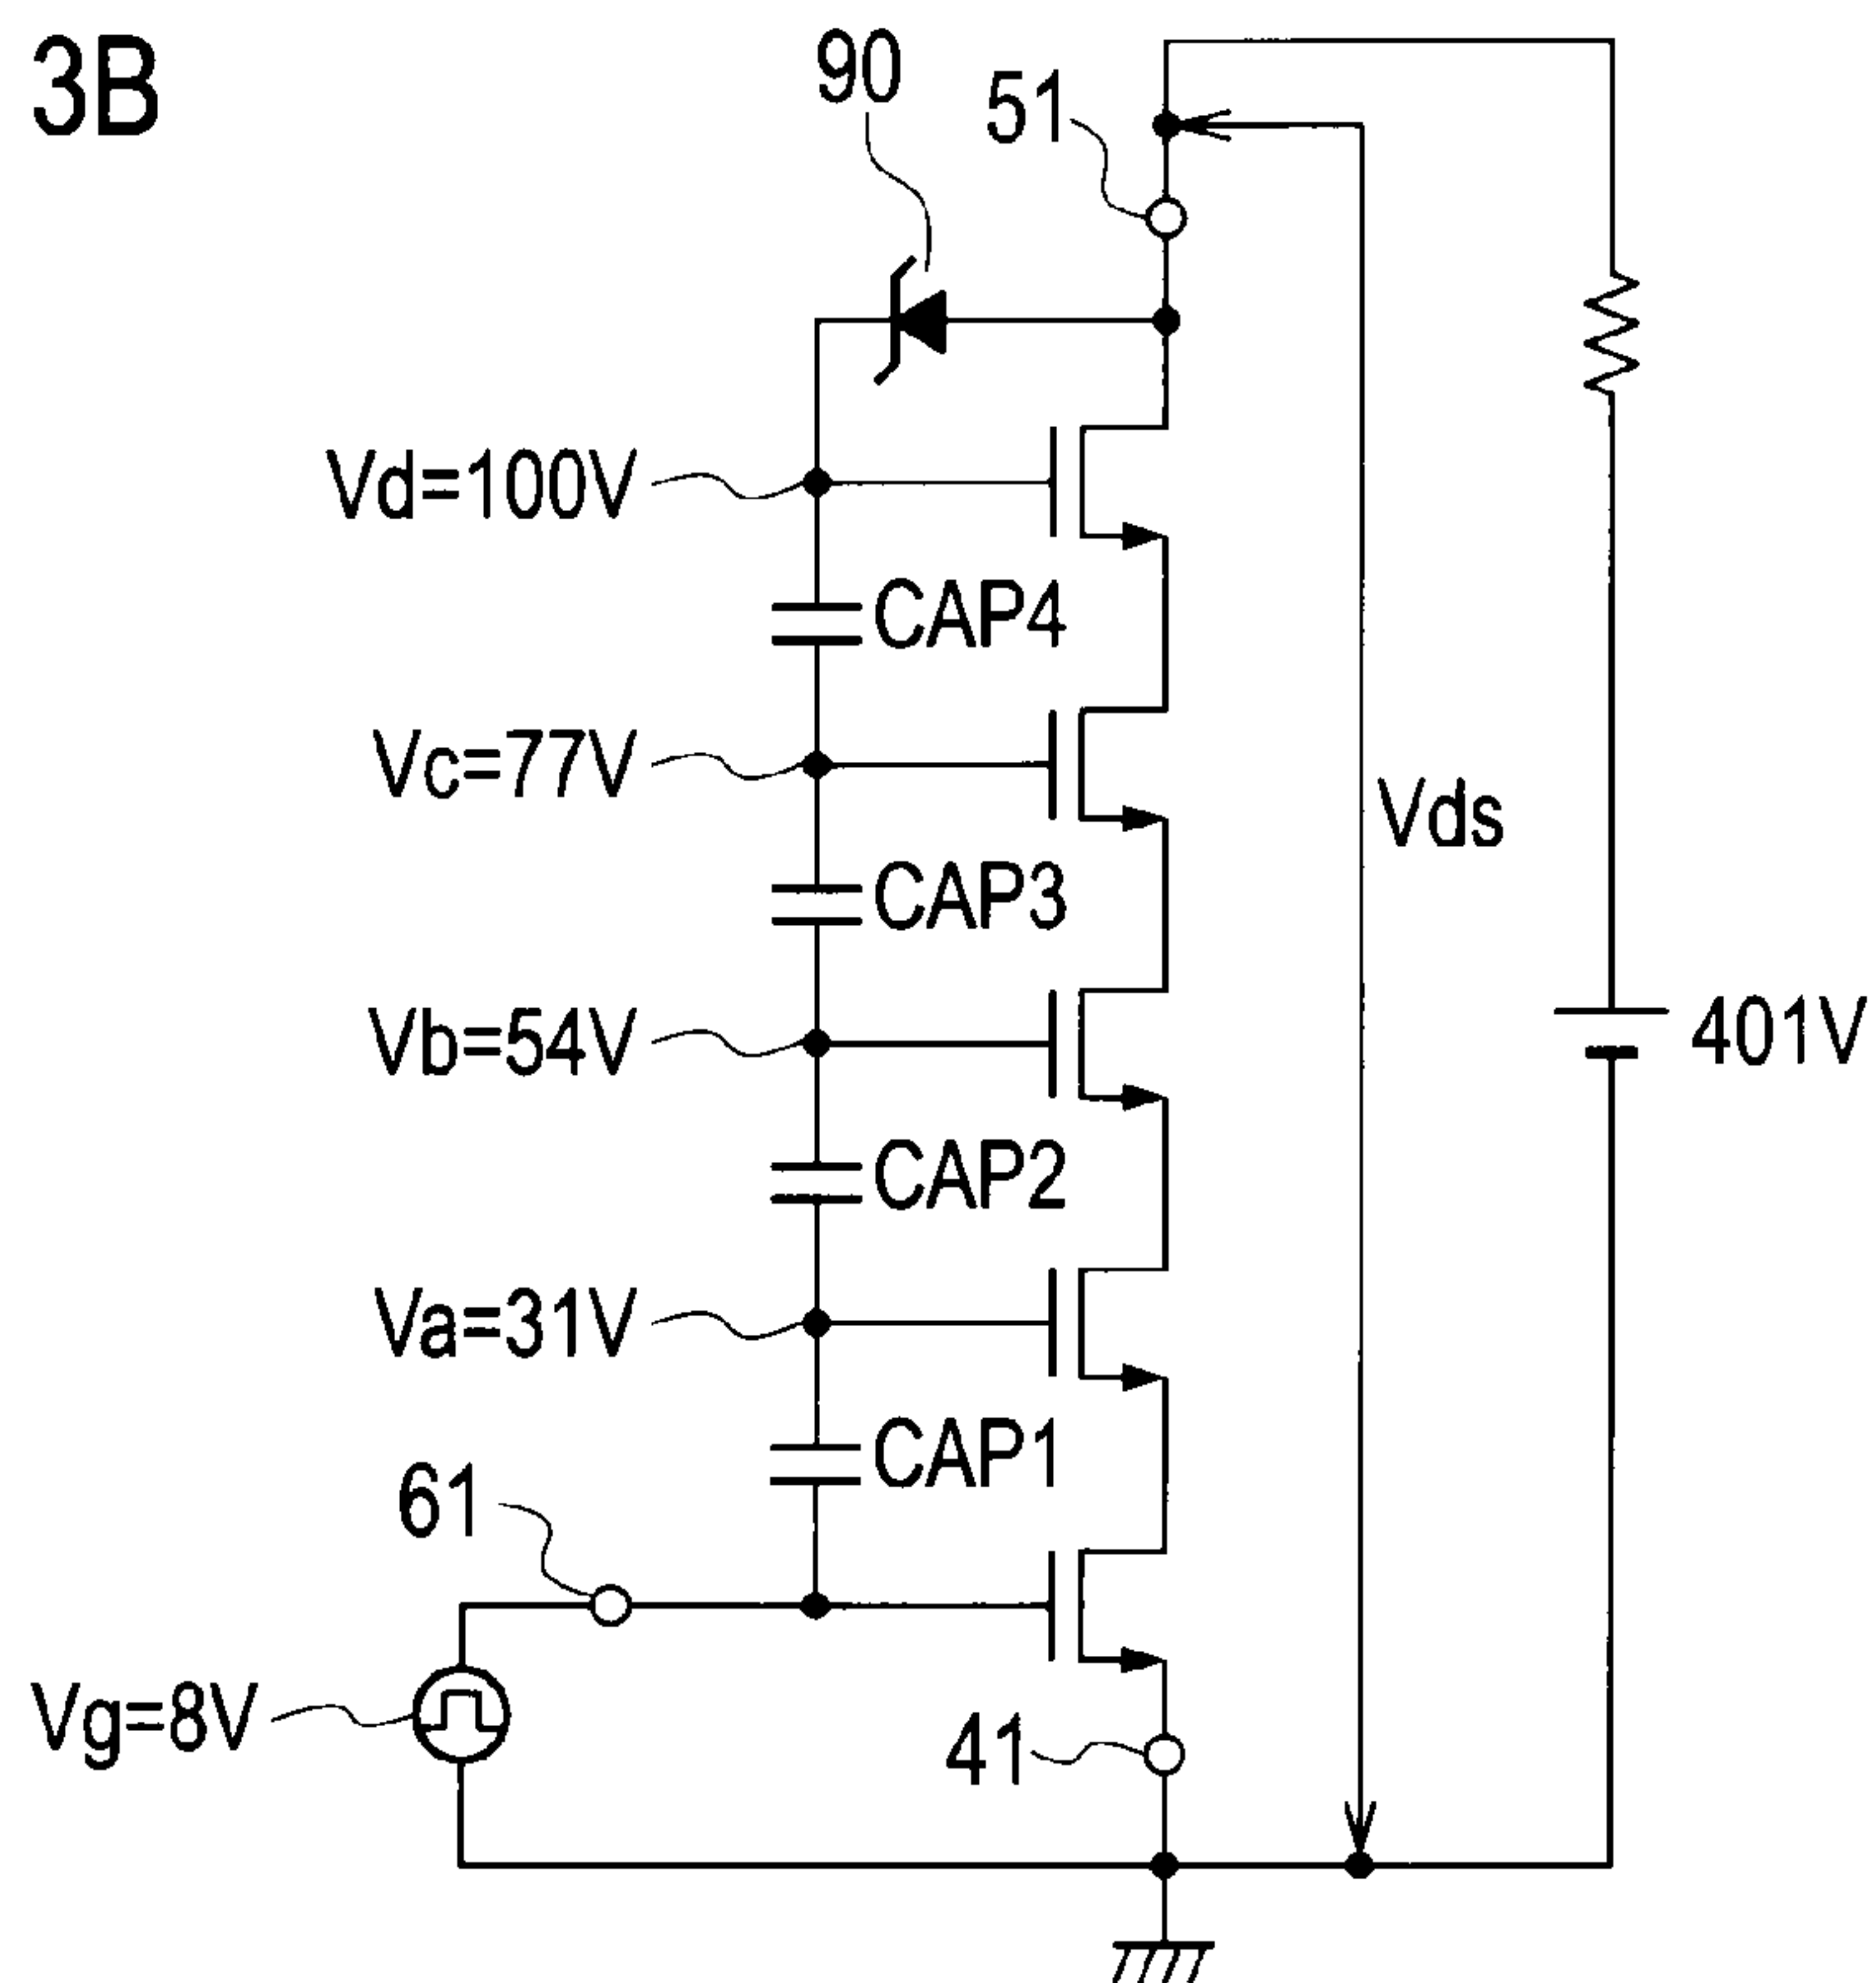 3B
90
51
Vd=100V
CAP4
Vc=77V
Vds
CAP3
Vb=54V
401V
CAP2
Va=31V
CAP1
61
Vg=8V
41